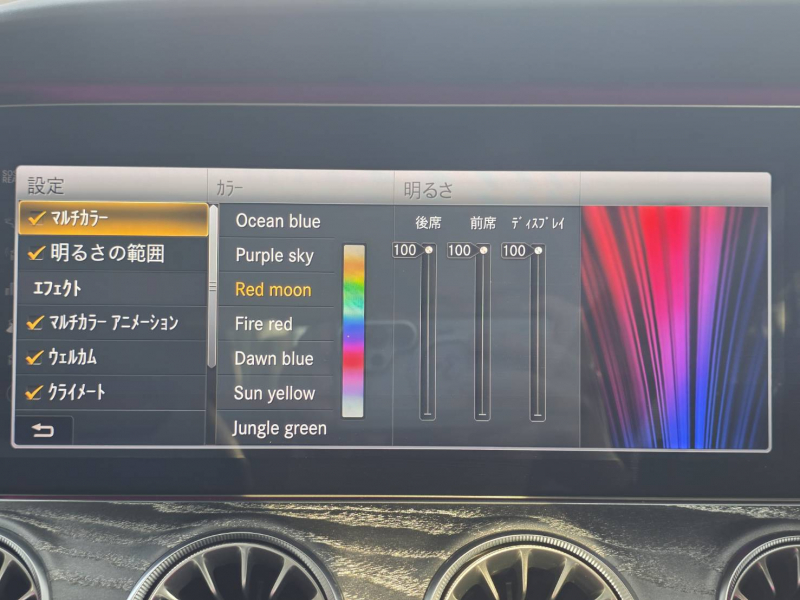 設定
カラー
明るさ
マルチカラー
明るさの範囲
エフェクト
マルチカラー アニメーション
ウェルカム
クライメート
Ocean blue
Purple sky
Red moon
Fire red
Dawn blue
Sun yellow
Jungle green
後席 前席 ディスプレイ
100 100 100